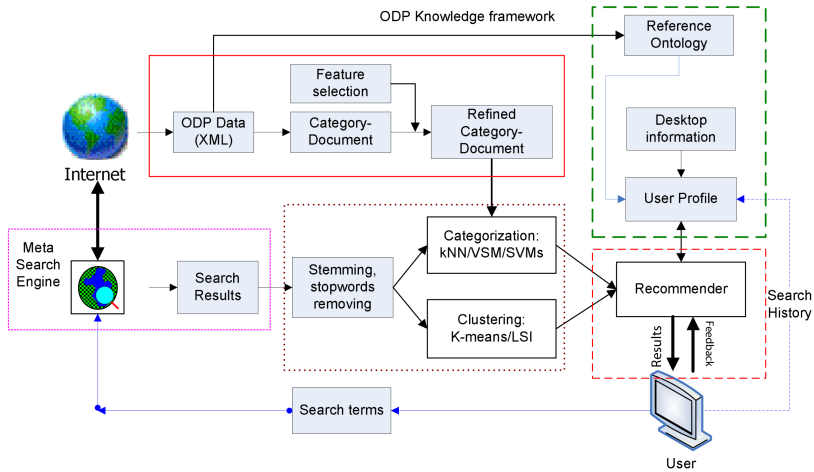 ODP Knowledge framework
Reference
Ontology
Feature
selection
ODP Data
(XML)
Category-
Document
Refined
Category-
Document
Desktop
information
Internet
User Profile
Meta
Search
Engine
Search
Results
Stemming,
stopwords
removing
Categorization:
kNN/VSM/SVMs
Clustering:
K-means/LSI
Recommender
Search
History
Results
Feedback
Search terms
User